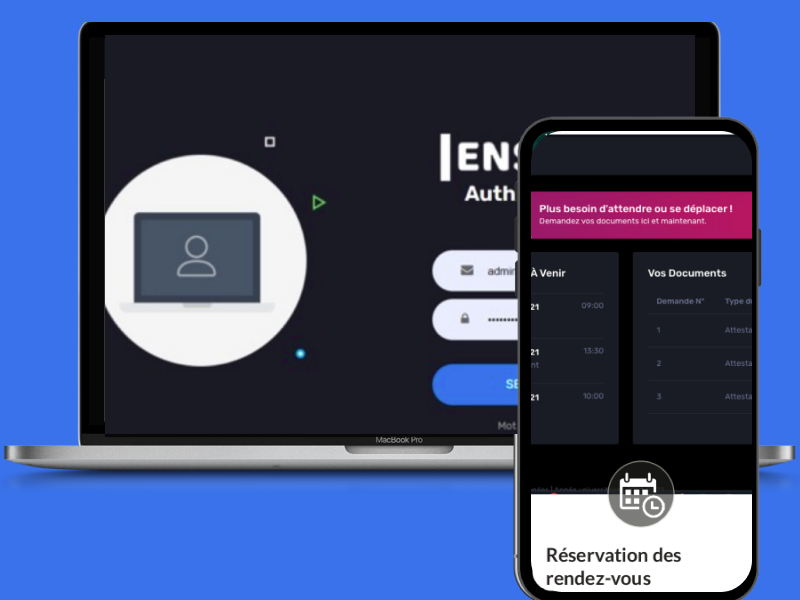 ENS
Auth
admin
SE
Mot
MacBook Pro
Plus besoin d'attendre ou se déplacer !
Demandez vos documents ici et maintenant.
À Venir
21 09:00
21 13:30
nt
21 10:00
Vos Documents
Demande N° Type du
1 Attesta
2 Attesta
3 Attesta
Réservation des
rendez-vous